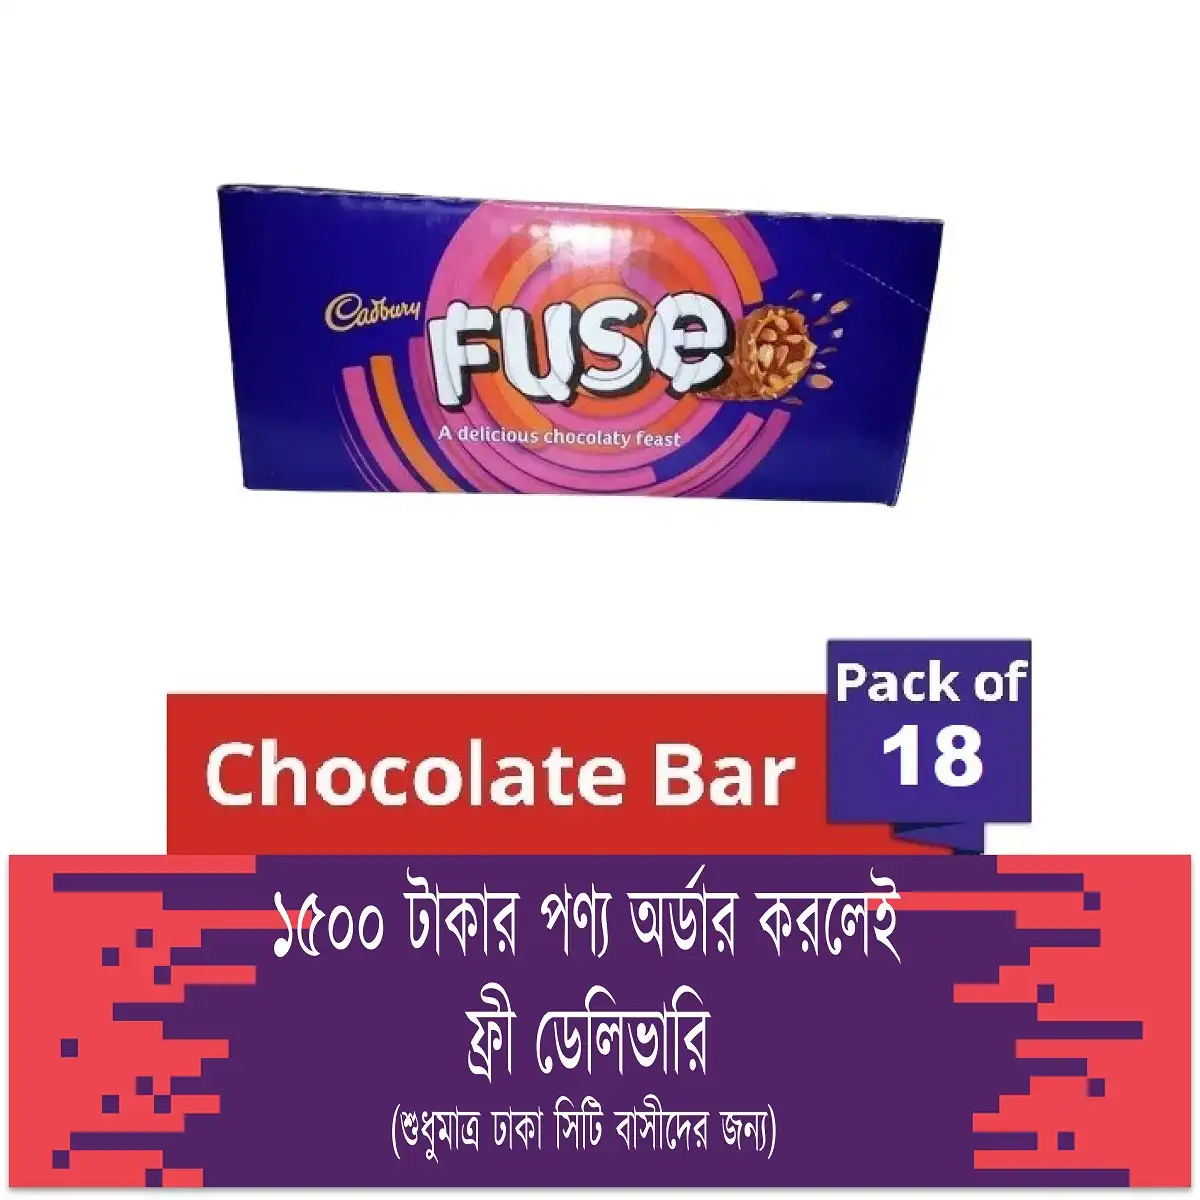 Cadbury
FUSE
A delicious chocolaty feast
Pack of
18
Chocolate Bar
১৫০০ টাকার পণ্য অর্ডার করলেই
ফ্রী ডেলিভারি
(শুধুমাত্র ঢাকা সিটি বাসীদের জন্য)